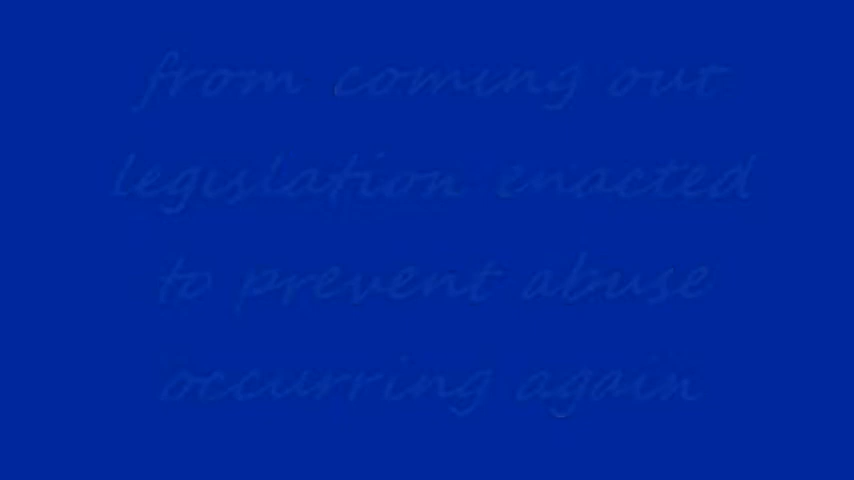 from coming out
legislation enacted
to prevent abuse
occurring again